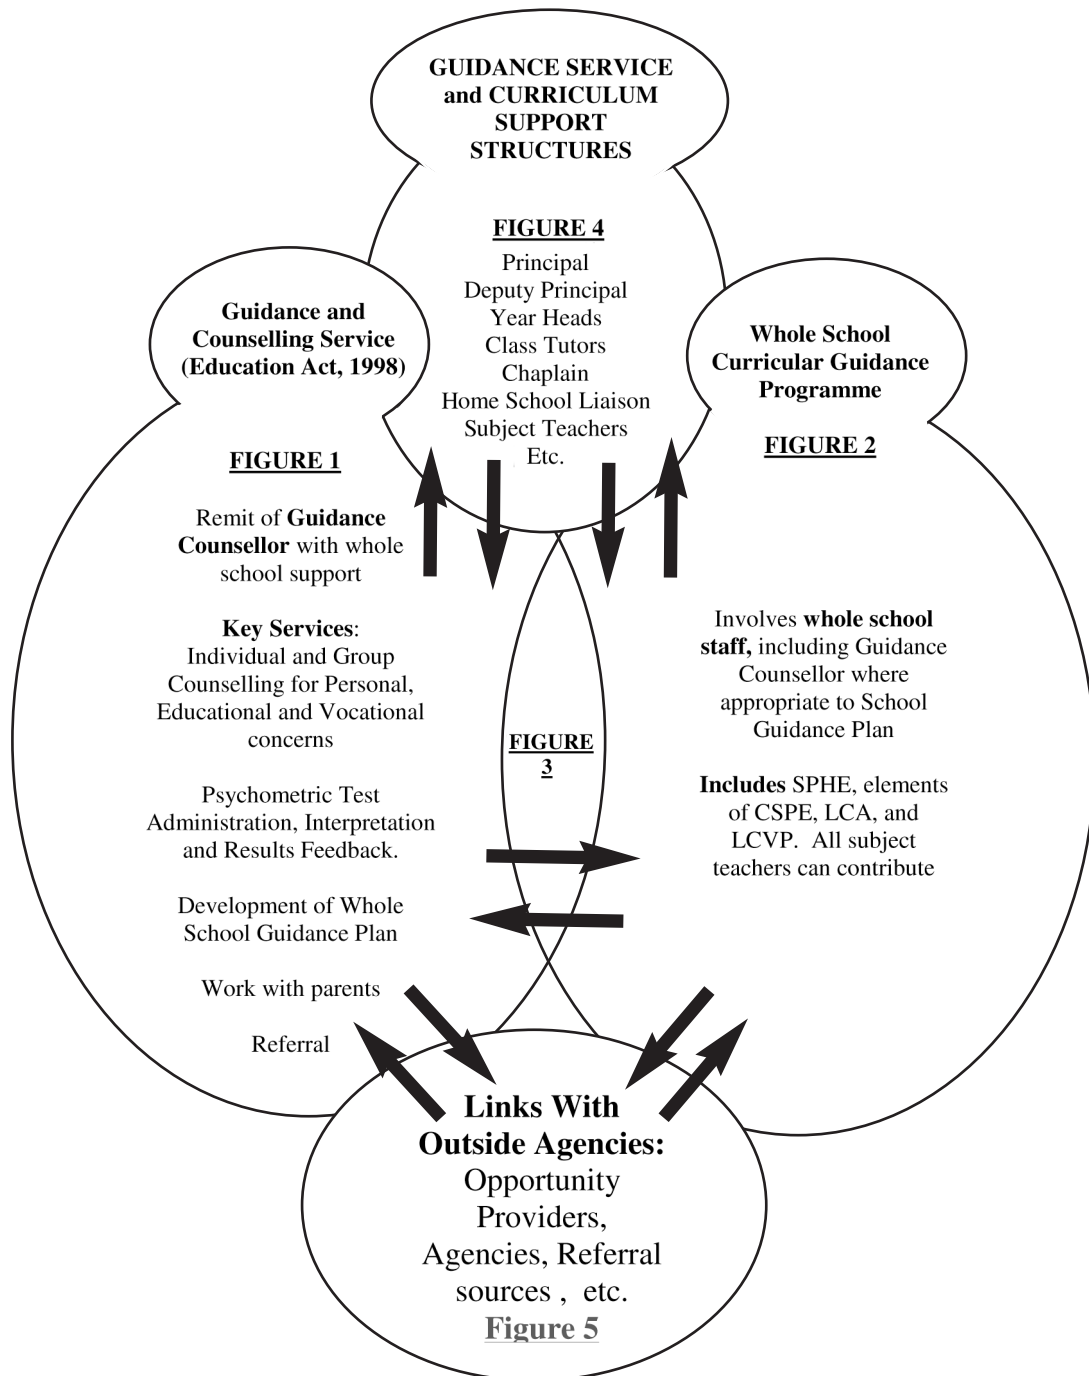 GUIDANCE SERVICE
and CURRICULUM
SUPPORT
STRUCTURES
FIGURE 4
Principal
Deputy Principal
Year Heads
Class Tutors
Chaplain
Home School Liaison
Subject Teachers
Etc.
Guidance and
Counselling Service
(Education Act, 1998)
FIGURE 1
Remit of Guidance
Counsellor with whole
school support
Key Services:
Individual and Group
Counselling for Personal,
Educational and Vocational
concerns
Psychometric Test
Administration, Interpretation
and Results Feedback.
Development of Whole
School Guidance Plan
Work with parents
Referral
FIGURE
3
Whole School
Curricular Guidance
Programme
FIGURE 2
Involves whole school
staff, including Guidance
Counsellor where
appropriate to School
Guidance Plan
Includes SPHE, elements
of CSPE, LCA, and
LCVP.  All subject
teachers can contribute
Links With
Outside Agencies:
Opportunity
Providers,
Agencies, Referral
sources ,  etc.
Figure 5